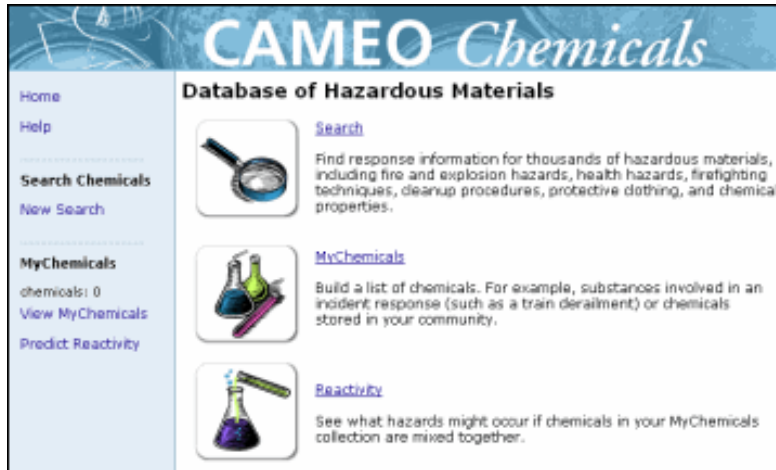 CAMEO Chemicals
Home
Help
Search Chemicals
New Search
MyChemicals
chemicals: 0
View MyChemicals
Predict Reactivity
Database of Hazardous Materials
Search
Find response information for thousands of hazardous materials,
including fire and explosion hazards, health hazards, firefighting
techniques, cleanup procedures, protective clothing, and chemical
properties.
MyChemicals
Build a list of chemicals. For example, substances involved in an
incident response (such as a train derailment) or chemicals
stored in your community.
Reactivity
See what hazards might occur if chemicals in your MyChemicals
collection are mixed together.